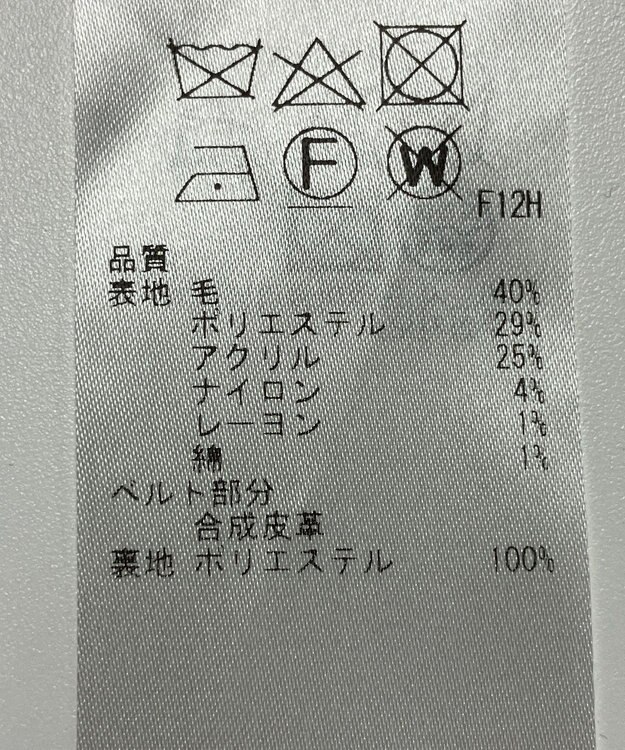 F W
F12H
品質
表地 毛 40%
ポリエステル 29%
アクリル 25%
ナイロン 4%
レーヨン 1%
綿 1%
ベルト部分
合成皮革
裏地 ポリエステル 100%